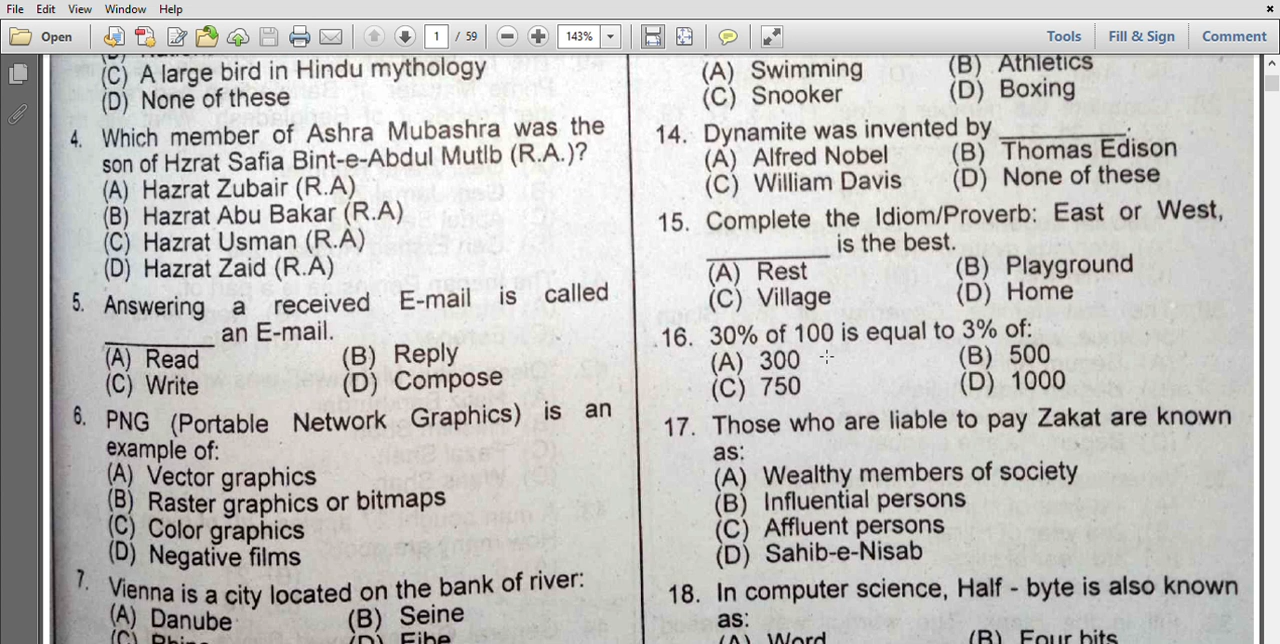 File Edit View Window Help
Open 1 / 59 143% Tools Fill & Sign Comment
(C) A large bird in Hindu mythology
(D) None of these
4. Which member of Ashra Mubashra was the
son of Hzrat Safia Bint-e-Abdul Mutlb (R.A.)?
(A) Hazrat Zubair (R.A)
(B) Hazrat Abu Bakar (R.A)
(C) Hazrat Usman (R.A)
(D) Hazrat Zaid (R.A)
5. Answering a received E-mail is called
__________ an E-mail.
(A) Read (B) Reply
(C) Write (D) Compose
6. PNG (Portable Network Graphics) is an
example of:
(A) Vector graphics
(B) Raster graphics or bitmaps
(C) Color graphics
(D) Negative films
7. Vienna is a city located on the bank of river:
(A) Danube (B) Seine
(D)
(A) Swimming (B) Athletics
(C) Snooker (D) Boxing
14. Dynamite was invented by __________.
(A) Alfred Nobel (B) Thomas Edison
(C) William Davis (D) None of these
15. Complete the Idiom/Proverb: East or West,
__________ is the best.
(A) Rest (B) Playground
(C) Village (D) Home
16. 30% of 100 is equal to 3% of:
(A) 300 (B) 500
(C) 750 (D) 1000
17. Those who are liable to pay Zakat are known
as:
(A) Wealthy members of society
(B) Influential persons
(C) Affluent persons
(D) Sahib-e-Nisab
18. In computer science, Half - byte is also known
as:
(A) Word (B) Four bits